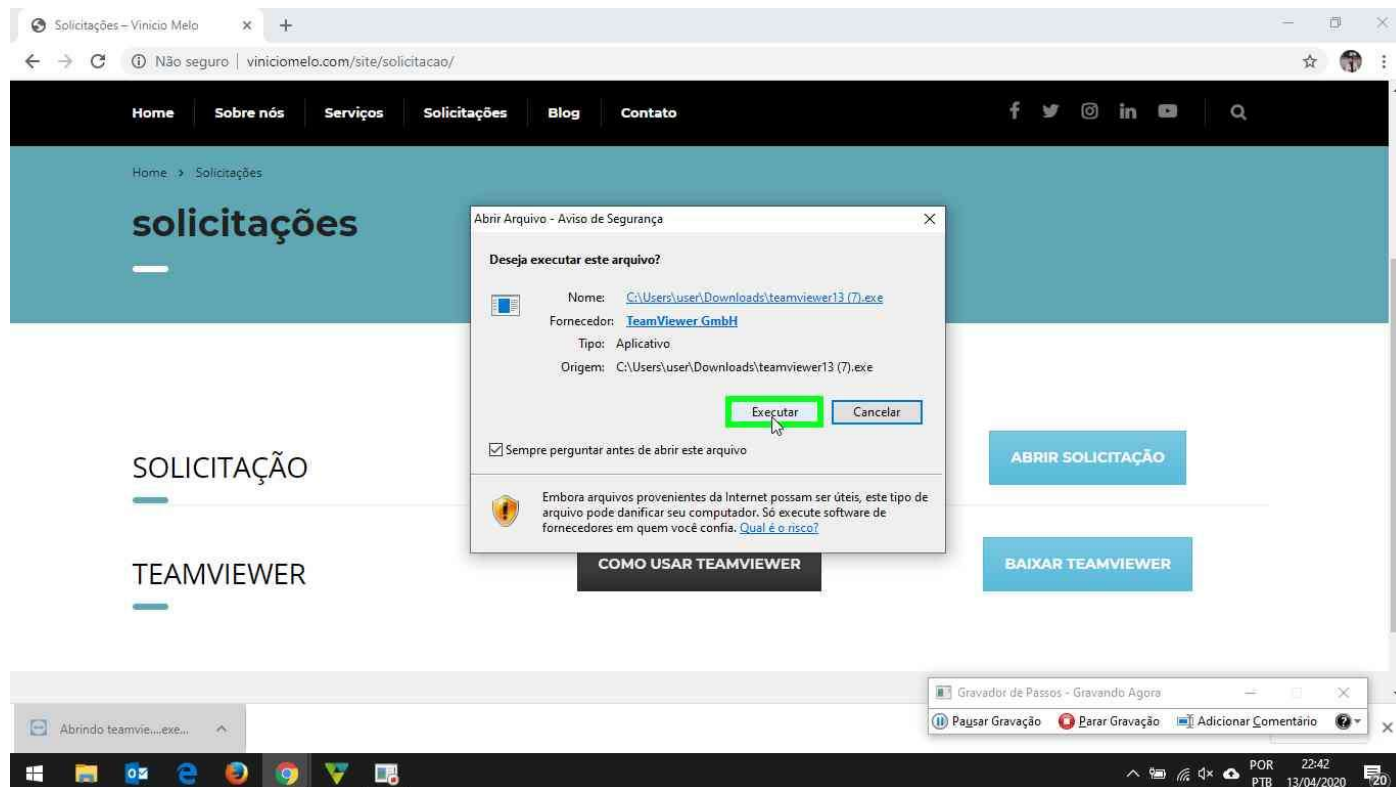 Solicitações – Vinicio Melo
Não seguro | viniciomelo.com/site/solicitacao/
Home Sobre nós Serviços Solicitações Blog Contato
Home > Solicitações
solicitações
Abrir Arquivo - Aviso de Segurança
Deseja executar este arquivo?
Nome: C:\Users\user\Downloads\teamviewer13 (7).exe
Fornecedor: TeamViewer GmbH
Tipo: Aplicativo
Origem: C:\Users\user\Downloads\teamviewer13 (7).exe
Executar Cancelar
Sempre perguntar antes de abrir este arquivo
Embora arquivos provenientes da Internet possam ser úteis, este tipo de
arquivo pode danificar seu computador. Só execute software de
fornecedores em quem você confia. Qual é o risco?
SOLICITAÇÃO
ABRIR SOLICITAÇÃO
TEAMVIEWER
COMO USAR TEAMVIEWER
BAIXAR TEAMVIEWER
Gravador de Passos - Gravando Agora
Pausar Gravação Parar Gravação Adicionar Comentário
Abrindo teamvie....exe...
POR 22:42
PTB 13/04/2020 20